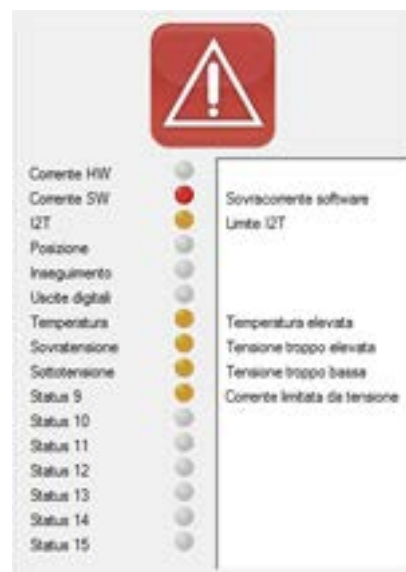 Corrente HW
Corrente SW Sovracorrente software
I2T Limite I2T
Posizione
Inseguimento
Uscite digitali
Temperatura Temperatura elevata
Sovratensione Tensione troppo elevata
Sottotensione Tensione troppo bassa
Status 9 Corrente limitata da tensione
Status 10
Status 11
Status 12
Status 13
Status 14
Status 15